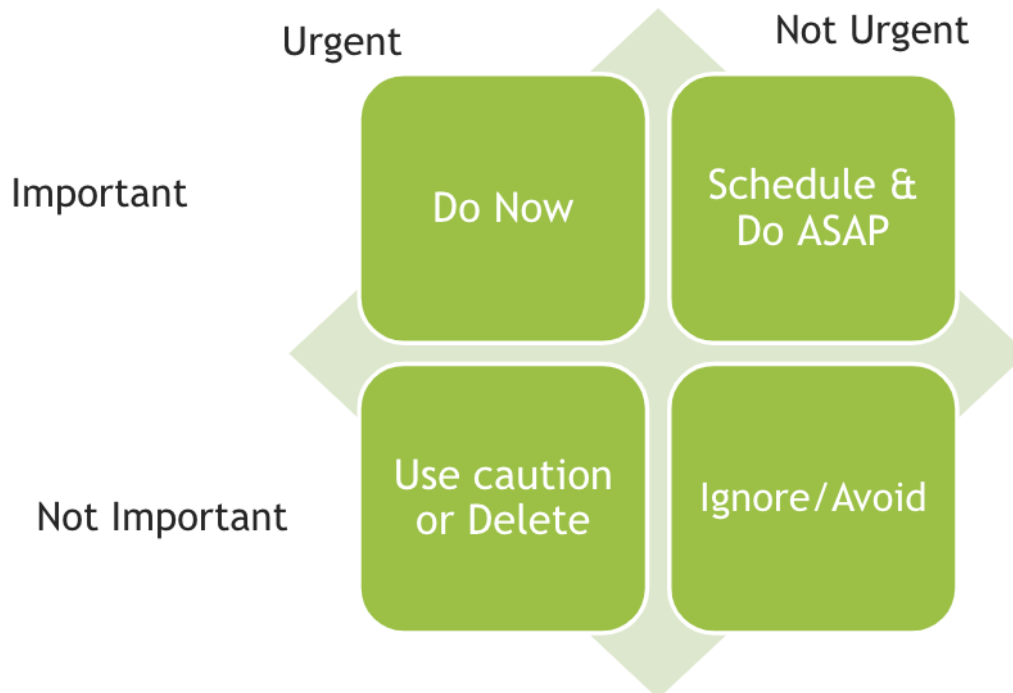 Urgent
Not Urgent
Important
Do Now
Schedule &
Do ASAP
Not Important
Use caution
or Delete
Ignore/Avoid